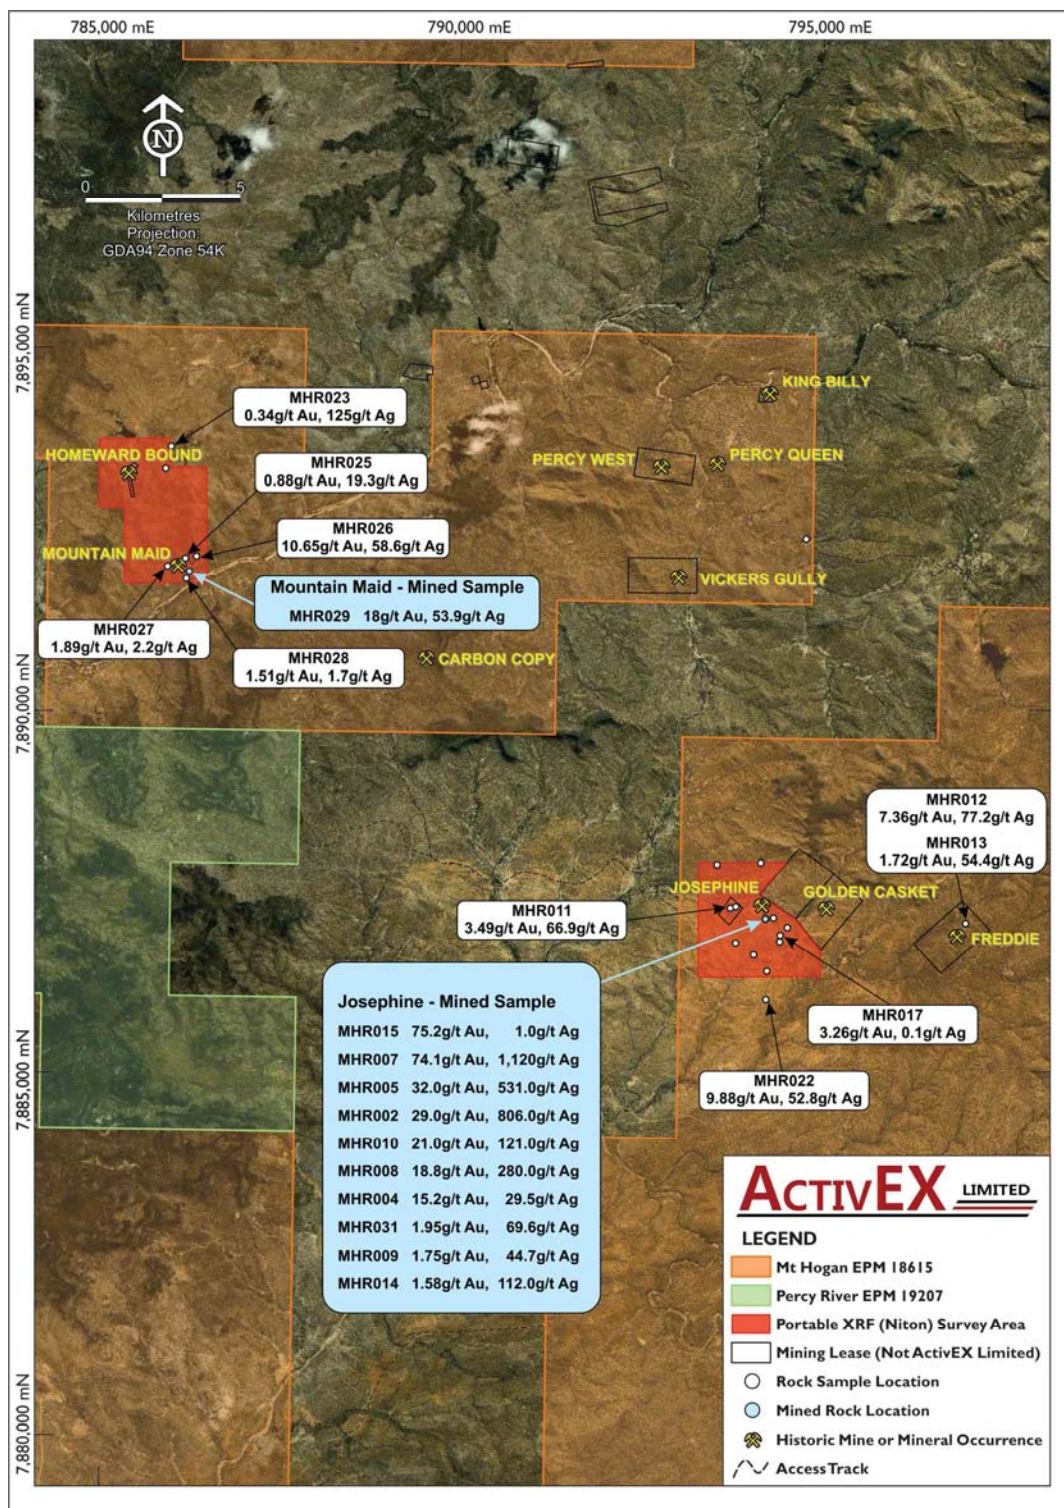 785,000 mE
790,000 mE
795,000 mE
N
0 5
Kilometres
Projection:
GDA94 Zone 54K
7,895,000 mN
7,890,000 mN
7,885,000 mN
7,880,000 mN
KING BILLY
MHR023
0.34g/t Au, 125g/t Ag
HOMEWARD BOUND
MHR025
0.88g/t Au, 19.3g/t Ag
PERCY WEST
PERCY QUEEN
MHR026
10.65g/t Au, 58.6g/t Ag
MOUNTAIN MAID
Mountain Maid - Mined Sample
MHR029 18g/t Au, 53.9g/t Ag
VICKERS GULLY
MHR027
1.89g/t Au, 2.2g/t Ag
MHR028
1.51g/t Au, 1.7g/t Ag
CARBON COPY
MHR012
7.36g/t Au, 77.2g/t Ag
MHR013
1.72g/t Au, 54.4g/t Ag
JOSEPHINE
GOLDEN CASKET
MHR011
3.49g/t Au, 66.9g/t Ag
FREDDIE
MHR017
3.26g/t Au, 0.1g/t Ag
MHR022
9.88g/t Au, 52.8g/t Ag
Josephine - Mined Sample
MHR015 75.2g/t Au, 1.0g/t Ag
MHR007 74.1g/t Au, 1,120g/t Ag
MHR005 32.0g/t Au, 531.0g/t Ag
MHR002 29.0g/t Au, 806.0g/t Ag
MHR010 21.0g/t Au, 121.0g/t Ag
MHR008 18.8g/t Au, 280.0g/t Ag
MHR004 15.2g/t Au, 29.5g/t Ag
MHR031 1.95g/t Au, 69.6g/t Ag
MHR009 1.75g/t Au, 44.7g/t Ag
MHR014 1.58g/t Au, 112.0g/t Ag
ACTIVEX LIMITED
LEGEND
Mt Hogan EPM 18615
Percy River EPM 19207
Portable XRF (Niton) Survey Area
Mining Lease (Not ActivEX Limited)
Rock Sample Location
Mined Rock Location
Historic Mine or Mineral Occurrence
Access Track